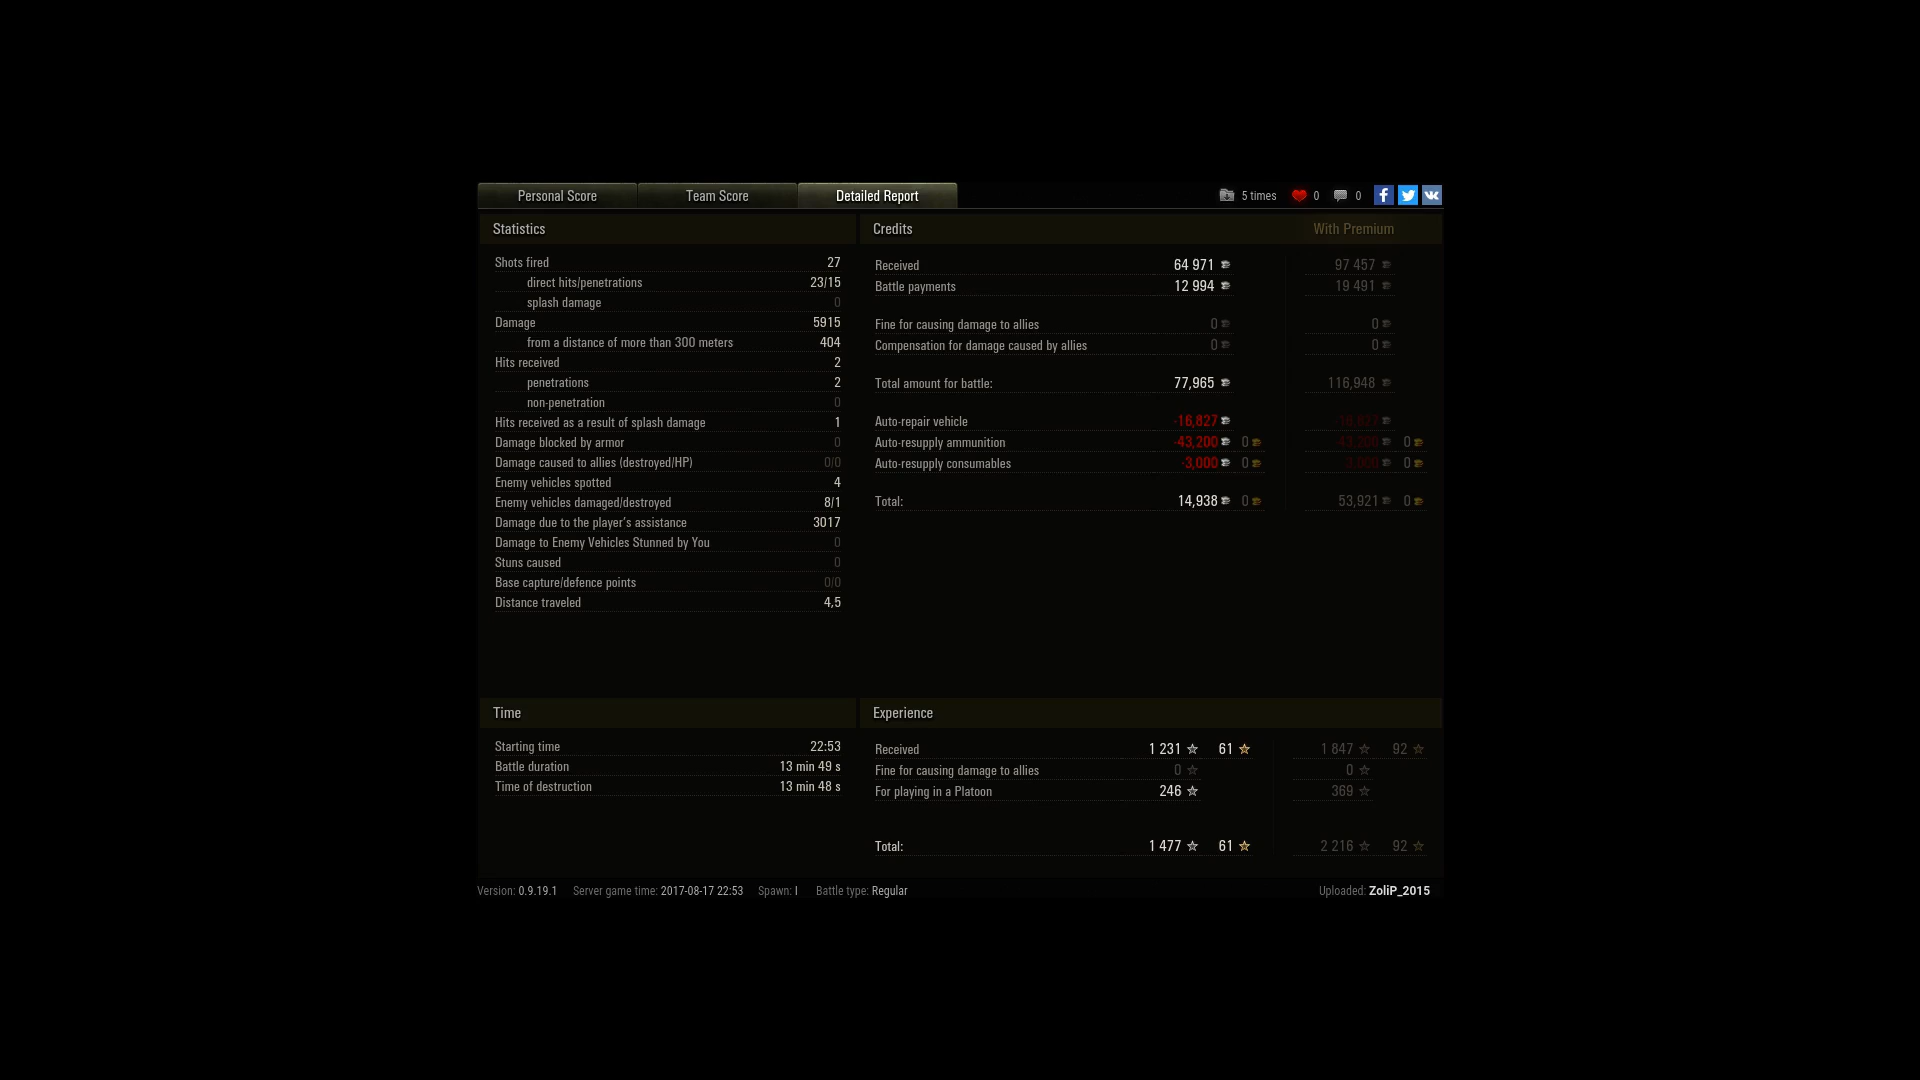 Personal Score Team Score Detailed Report 5 times 0 0
Statistics
Shots fired 27
direct hits/penetrations 23/15
splash damage 0
Damage 5915
from a distance of more than 300 meters 404
Hits received 2
penetrations 2
non-penetration 0
Hits received as a result of splash damage 1
Damage blocked by armor 0
Damage caused to allies (destroyed/HP) 0/0
Enemy vehicles spotted 4
Enemy vehicles damaged/destroyed 8/1
Damage due to the player's assistance 3017
Damage to Enemy Vehicles Stunned by You 0
Stuns caused 0
Base capture/defence points 0/0
Distance traveled 4,5
Credits With Premium
Received 64 971 97 457
Battle payments 12 994 19 491
Fine for causing damage to allies 0 0
Compensation for damage caused by allies 0 0
Total amount for battle: 77,965 116,948
Auto-repair vehicle -16,827 -16,827
Auto-resupply ammunition -43,200 0 -43,200 0
Auto-resupply consumables -3,000 0 -3,000 0
Total: 14,938 0 53,921 0
Time
Starting time 22:53
Battle duration 13 min 49 s
Time of destruction 13 min 48 s
Experience
Received 1 231 61 1 847 92
Fine for causing damage to allies 0 0
For playing in a Platoon 246 369
Total: 1 477 61 2 216 92
Version: 0.9.19.1 Server game time: 2017-08-17 22:53 Spawn: I Battle type: Regular Uploaded: ZoliP_2015